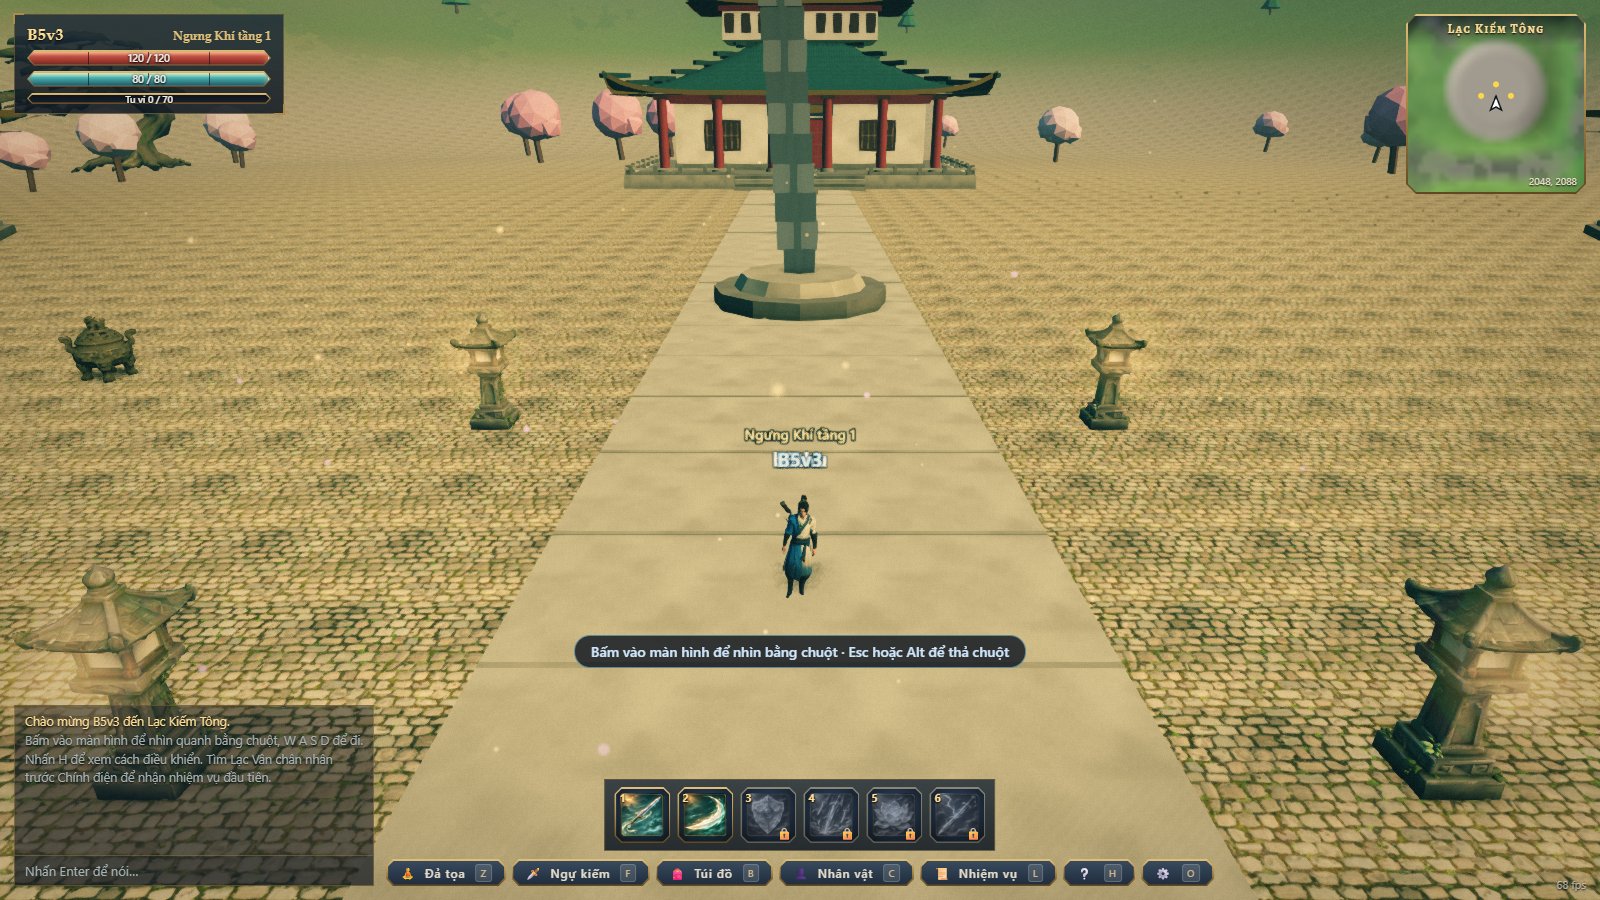 B5v3
Ngưng Khí tầng 1
120 / 120
80 / 80
Tu vi 0 / 70
LẠC KIẾM TÔNG
2048, 2088
Ngưng Khí tầng 1
B5v3
Bấm vào màn hình để nhìn bằng chuột · Esc hoặc Alt để thả chuột
Chào mừng B5v3 đến Lạc Kiếm Tông.
Bấm vào màn hình để nhìn quanh bằng chuột, W A S D để đi.
Nhấn H để xem cách điều khiển. Tìm Lạc Vân chân nhân
trước Chính điện để nhận nhiệm vụ đầu tiên.
Nhấn Enter để nói...
1 2 3 4 5 6
Đả tọa Z
Ngự kiếm F
Túi đồ B
Nhân vật C
Nhiệm vụ L
? H
O
68 fps